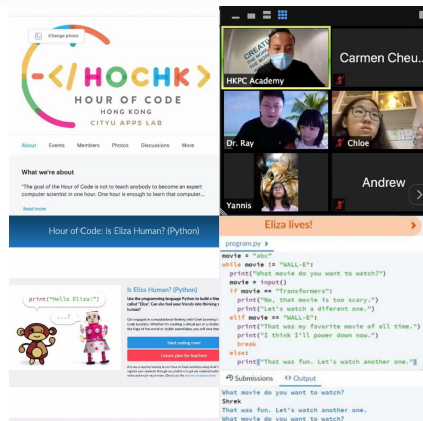 Change photo
</HOCHK>
HOUR OF CODE
HONG KONG
CITYU APPS LAB
About Events Members Photos Discussions More
What we're about
"The goal of the Hour of Code is not to teach anybody to become an expert
computer scientist in one hour. One hour is enough to learn that computer...
Read more
Hour of Code: Is Eliza Human? (Python)
print("Hello Eliza!")
...!
Is Eliza Human? (Python)
Use the programming language Python to build a
called "Eliza". Can she fool your friends into thinking
Start coding now!
Lesson plan for teachers
CREATI
HKPC Academy
Carmen Cheu...
Dr. Ray
Chloe
Yannis
Andrew
Eliza lives!
program.py
movie = "abc"
while movie != "WALL-E":
print("What movie do you want to watch?")
movie = input()
if movie == "Transformers":
print("No, that movie is too scary.")
print("Let's watch a diferent one.")
elif movie == "WALL-E":
print("That was my favorite movie of all time.")
print("I think I'll power down now.")
break
else:
print("That was fun. Let's watch another one.")
Submissions <> Output
What movie do you want to watch?
Shrek
That was fun. Let's watch another one.
What movie do you want to watch?